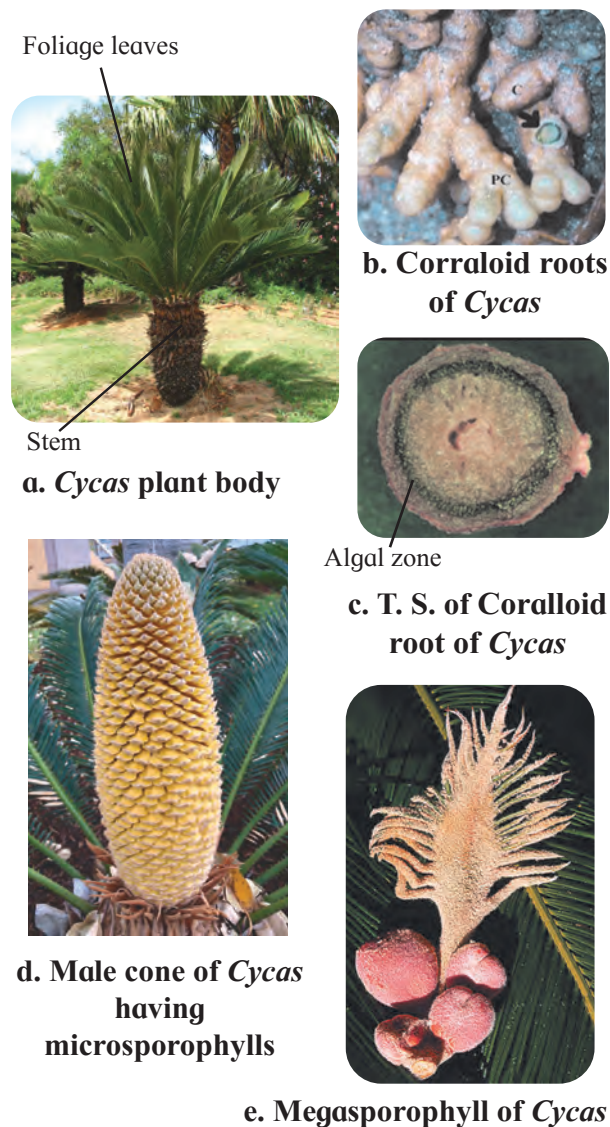 Foliage leaves
Stem
a. Cycas plant body
C
PC
b. Corraloid roots
of Cycas
Algal zone
c. T. S. of Coralloid
root of Cycas
d. Male cone of Cycas
having
microsporophylls
e. Megasporophyll of Cycas